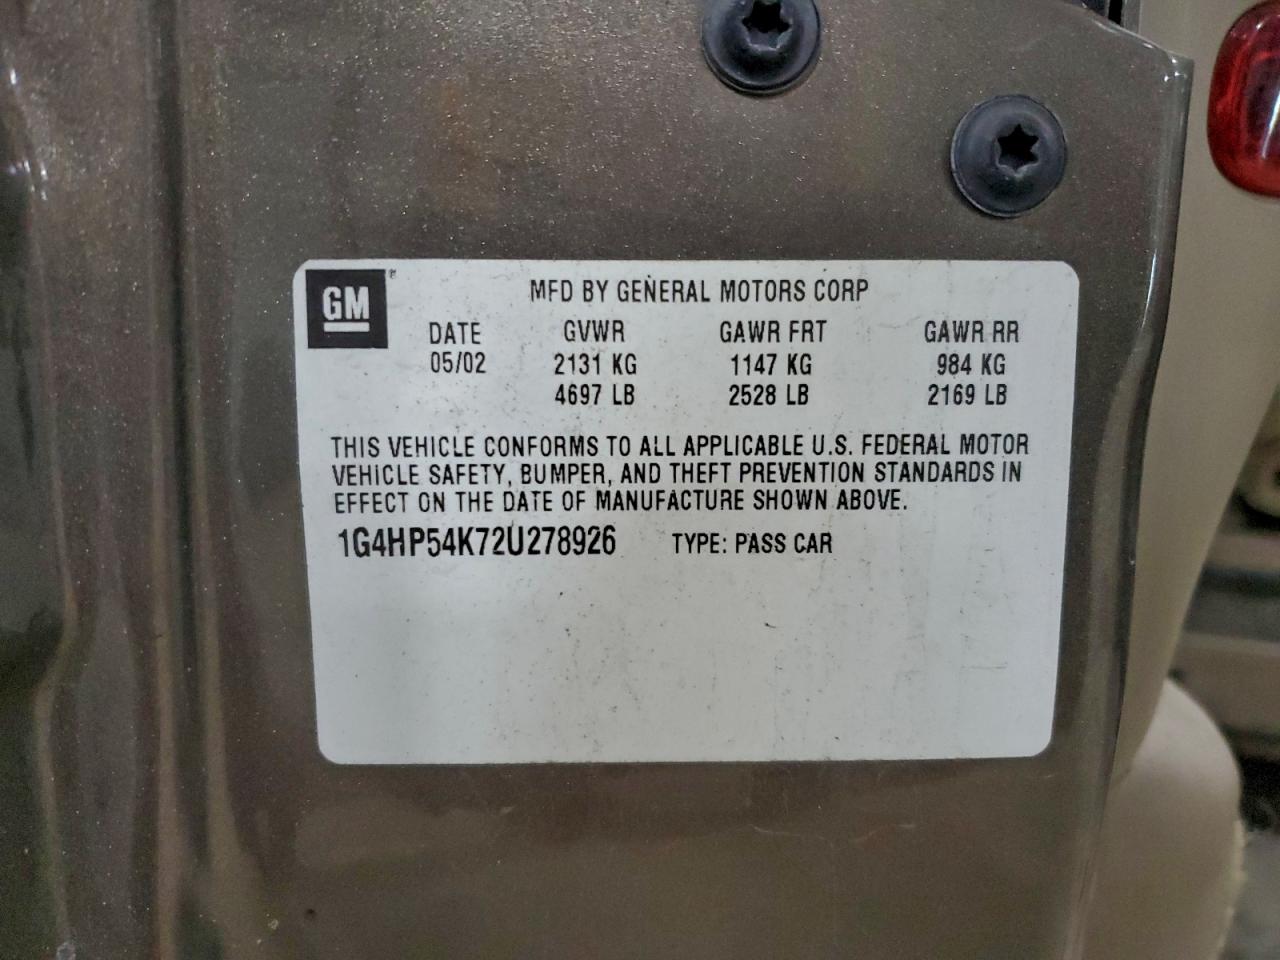 GM®
MFD BY GENERAL MOTORS CORP
DATE GVWR GAWR FRT GAWR RR
05/02 2131 KG 1147 KG 984 KG
4697 LB 2528 LB 2169 LB
THIS VEHICLE CONFORMS TO ALL APPLICABLE U.S. FEDERAL MOTOR
VEHICLE SAFETY, BUMPER, AND THEFT PREVENTION STANDARDS IN
EFFECT ON THE DATE OF MANUFACTURE SHOWN ABOVE.
1G4HP54K72U278926 TYPE: PASS CAR